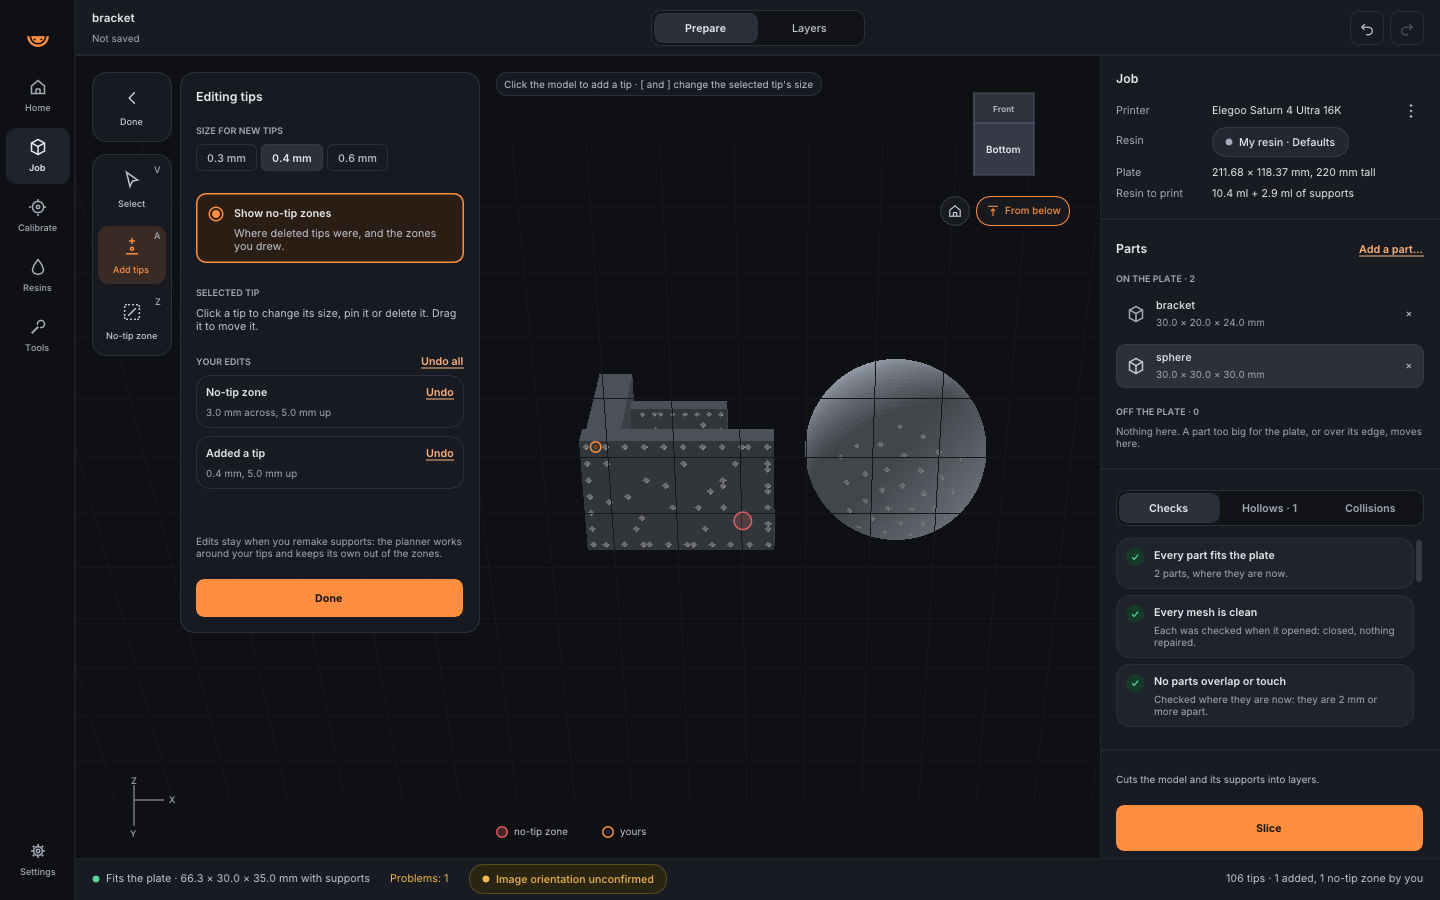 bracket
Not saved
Prepare
Layers
Home
Job
Calibrate
Resins
Tools
Settings
Done
V
Select
A
Add tips
Z
No-tip zone
Editing tips
SIZE FOR NEW TIPS
0.3 mm
0.4 mm
0.6 mm
Show no-tip zones
Where deleted tips were, and the zones
you drew.
SELECTED TIP
Click a tip to change its size, pin it or delete it. Drag
it to move it.
YOUR EDITS
Undo all
No-tip zone
Undo
3.0 mm across, 5.0 mm up
Added a tip
Undo
0.4 mm, 5.0 mm up
Edits stay when you remake supports: the planner works
around your tips and keeps its own out of the zones.
Done
Click the model to add a tip · [ and ] change the selected tip's size
Front
Bottom
From below
Z
X
Y
no-tip zone
yours
Job
Printer
Elegoo Saturn 4 Ultra 16K
Resin
My resin · Defaults
Plate
211.68 × 118.37 mm, 220 mm tall
Resin to print
10.4 ml + 2.9 ml of supports
Parts
Add a part...
ON THE PLATE · 2
bracket
30.0 × 20.0 × 24.0 mm
sphere
30.0 × 30.0 × 30.0 mm
OFF THE PLATE · 0
Nothing here. A part too big for the plate, or over its edge, moves
here.
Checks
Hollows · 1
Collisions
Every part fits the plate
2 parts, where they are now.
Every mesh is clean
Each was checked when it opened: closed, nothing
repaired.
No parts overlap or touch
Checked where they are now: they are 2 mm or
more apart.
Cuts the model and its supports into layers.
Slice
Fits the plate · 66.3 × 30.0 × 35.0 mm with supports
Problems: 1
Image orientation unconfirmed
106 tips · 1 added, 1 no-tip zone by you